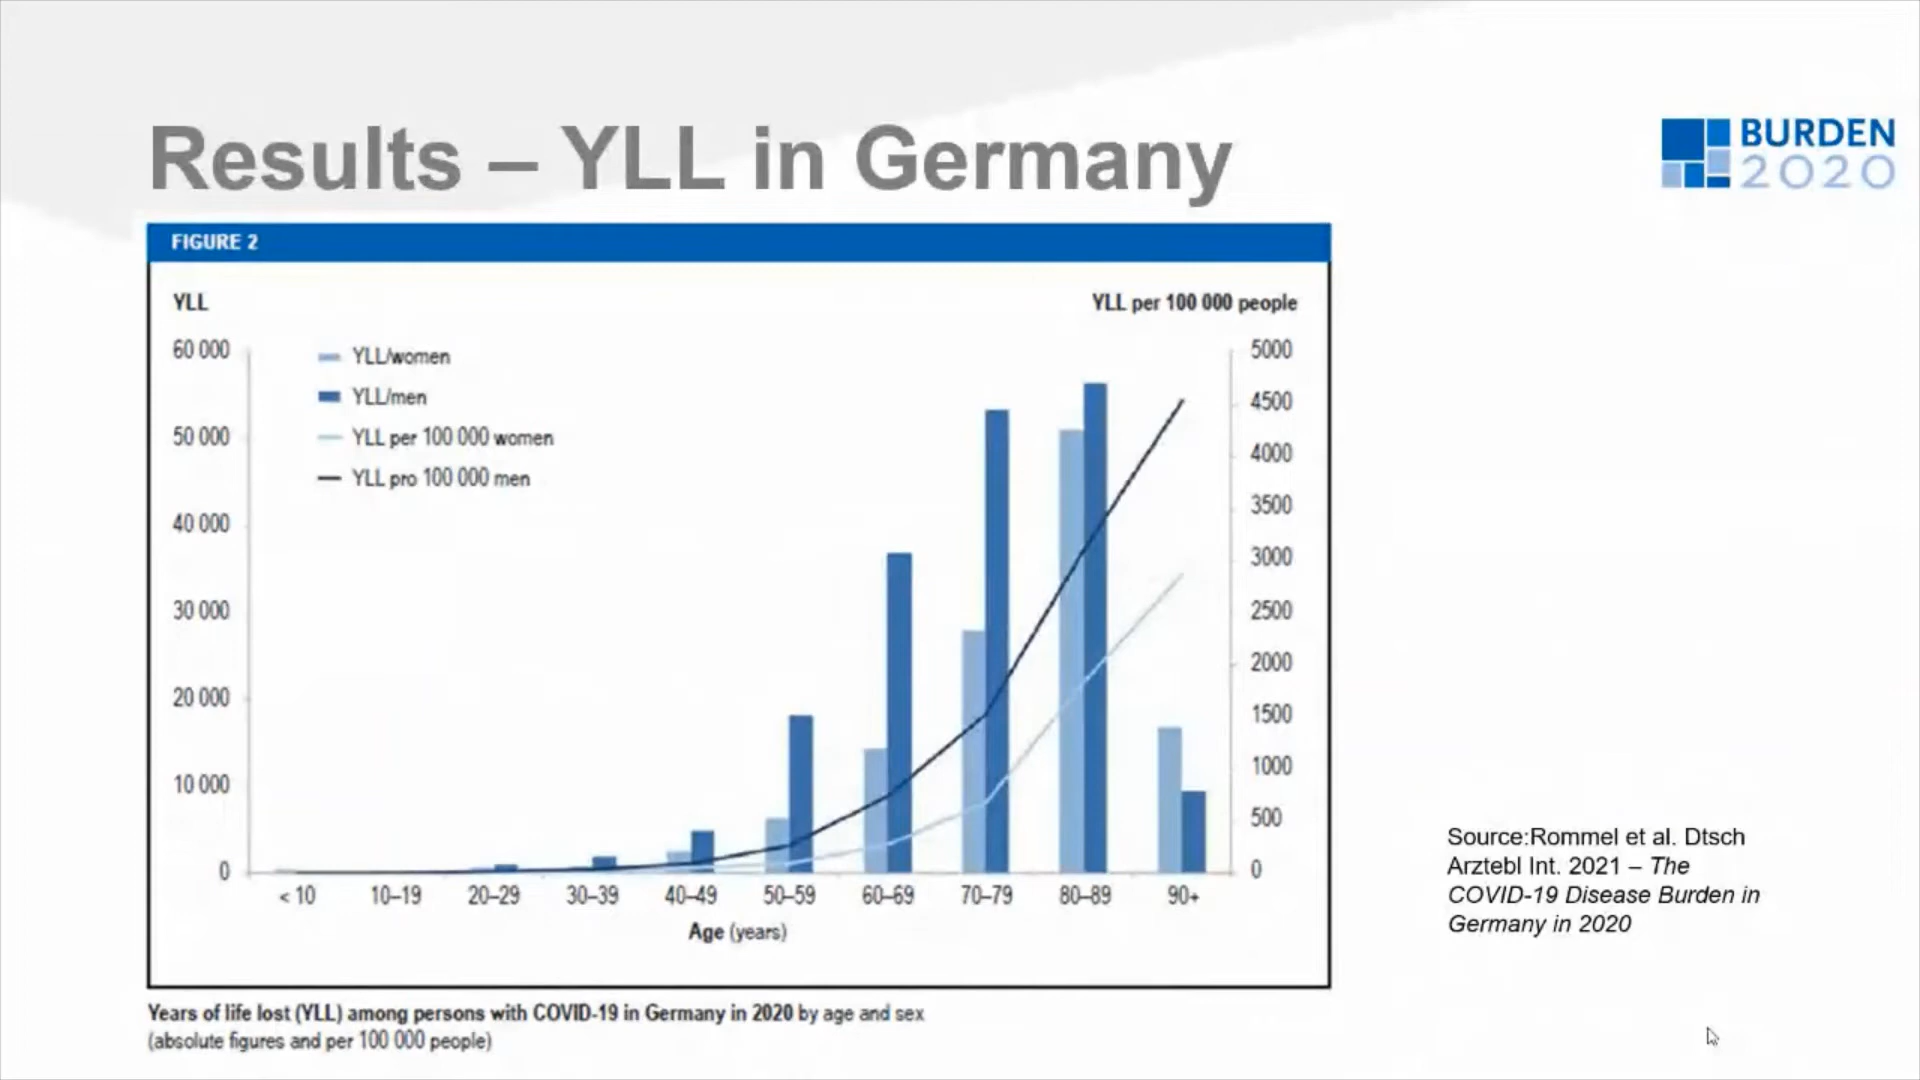 Results – YLL in Germany
BURDEN
2020
FIGURE 2
YLL
YLL per 100 000 people
60 000
50 000
40 000
30 000
20 000
10 000
0
YLL/women
YLL/men
YLL per 100 000 women
YLL pro 100 000 men
5000
4500
4000
3500
3000
2500
2000
1500
1000
500
0
< 10 10–19 20–29 30–39 40–49 50–59 60–69 70–79 80–89 90+
Age (years)
Years of life lost (YLL) among persons with COVID-19 in Germany in 2020 by age and sex
(absolute figures and per 100 000 people)
Source:Rommel et al. Dtsch
Arztebl Int. 2021 – The
COVID-19 Disease Burden in
Germany in 2020